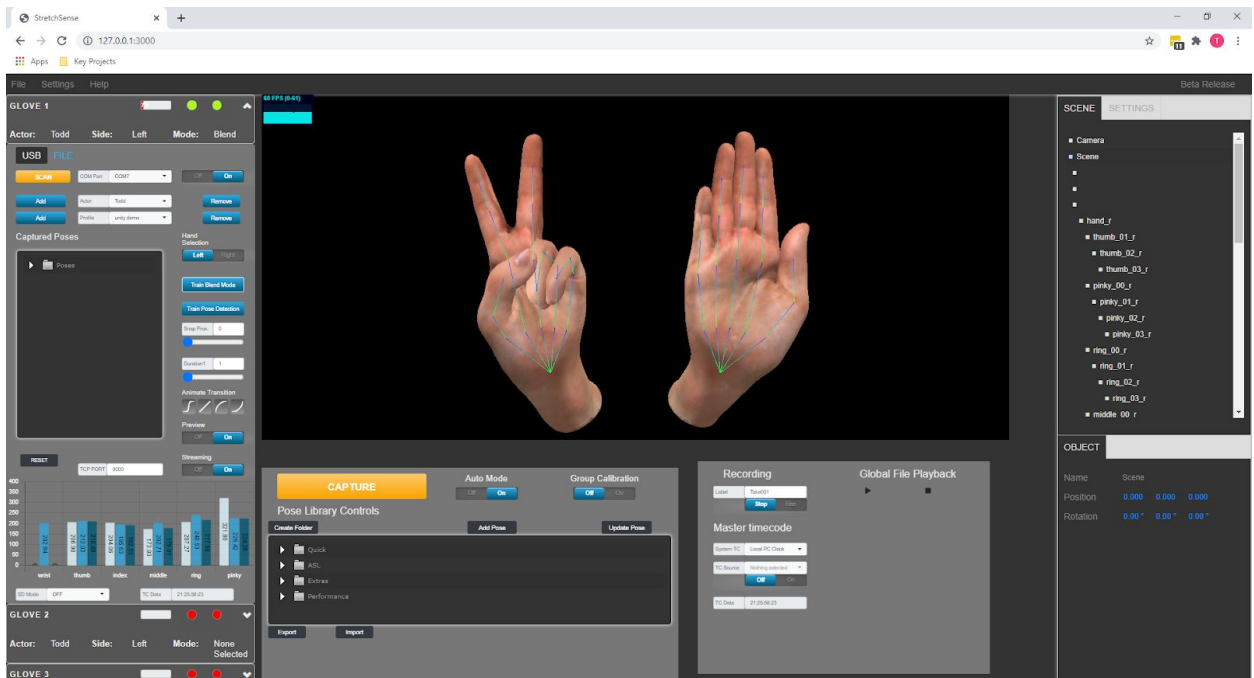 StretchSense
127.0.0.1:3000
Apps Key Projects
File Settings Help Beta Release
GLOVE 1
Actor: Todd Side: Left Mode: Blend
USB FILE
SCAN COM Port COM7 Off On
Add Actor Todd Remove
Add Profile unity demo Remove
Captured Poses
Poses
Hand Selection
Left Right
Train Blend Mode
Train Pose Detection
Snap Prox. 0
Duration1 1
Animate Transition
Preview
Off On
Streaming
Off On
RESET
TCP PORT 9000
400
350
300
250
200
150
100
50
0
wrist thumb index middle ring pinky
SD Mode OFF TC Data 21:25:56:23
GLOVE 2
Actor: Todd Side: Left Mode: None Selected
GLOVE 3
60 FPS (0-61)
CAPTURE
Auto Mode
Off On
Group Calibration
Off On
Pose Library Controls
Create Folder Add Pose Update Pose
Quick
ASL
Extras
Performance
Export Import
Recording
Label Take001
Stop
Global File Playback
Master timecode
System TC Local PC Clock
TC Source Nothing selected
Off On
TC Data 21:25:56:23
SCENE SETTINGS
Camera
Scene
hand_r
thumb_01_r
thumb_02_r
thumb_03_r
pinky_00_r
pinky_01_r
pinky_02_r
pinky_03_r
ring_00_r
ring_01_r
ring_02_r
ring_03_r
middle_00_r
OBJECT
Name Scene
Position 0.000 0.000 0.000
Rotation 0.00 ° 0.00 ° 0.00 °